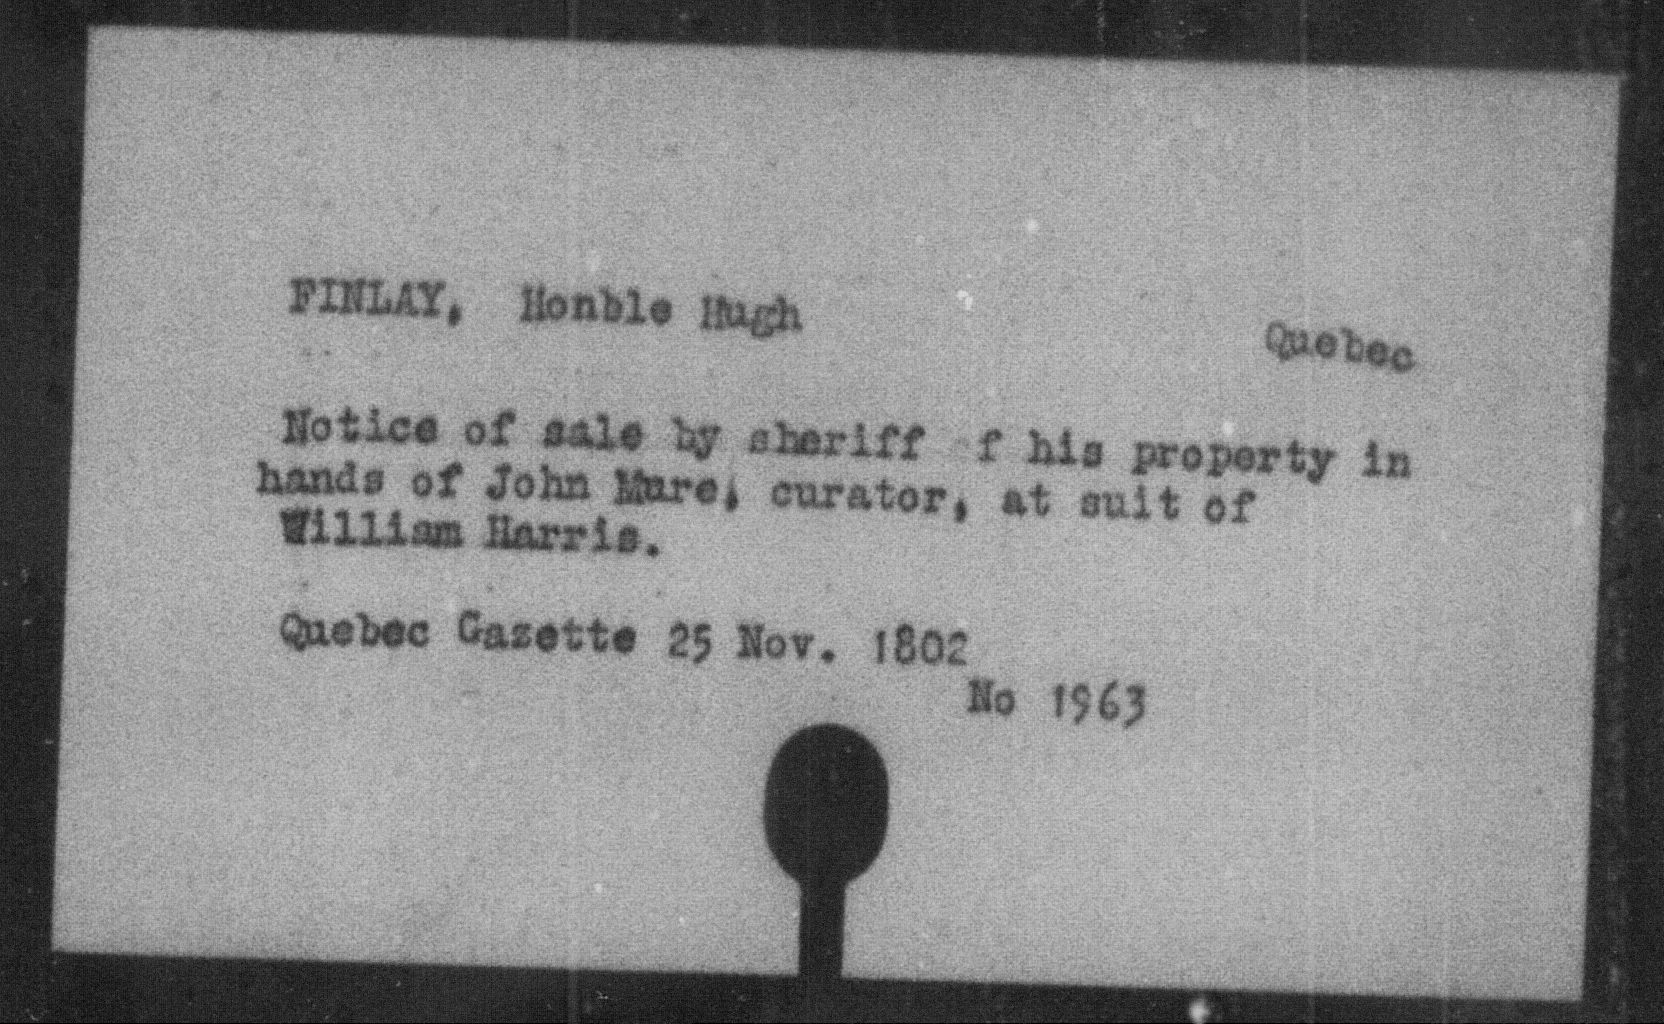 FINLAY, Honble Hugh
Quebec
Notice of sale by sheriff f his property in
hands of John Mure, curator, at suit of
William Harris.
Quebec Gazette 25 Nov. 1802
No 1963